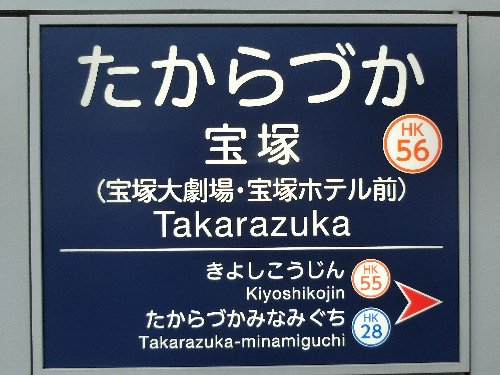 たからづか
宝塚
HK
56
(宝塚大劇場・宝塚ホテル前)
Takarazuka
きよしこうじん
Kiyoshikojin
HK
55
たからづかみなみぐち
Takarazuka-minamiguchi
HK
28